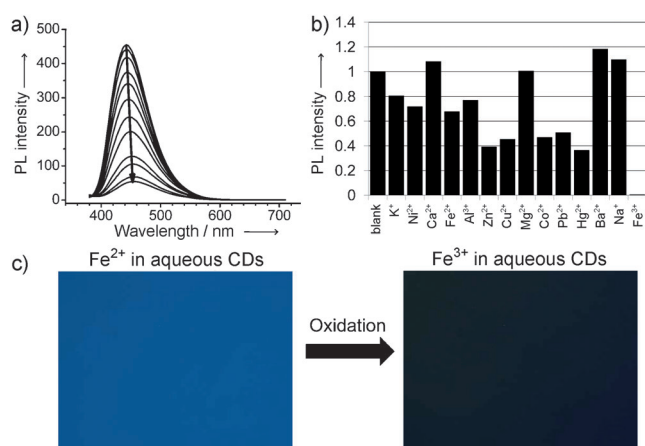 a)
500
400
300
200
100
0
PL intensity
400 500 600 700
Wavelength / nm
b)
1.4
1.2
1
0.8
0.6
0.4
0.2
0
PL intensity
blank
K⁺
Ni²⁺
Ca²⁺
Fe²⁺
Al³⁺
Zn²⁺
Cu²⁺
Mg²⁺
Co²⁺
Pb²⁺
Hg²⁺
Ba²⁺
Na⁺
Fe³⁺
c)
Fe²⁺ in aqueous CDs
Oxidation
Fe³⁺ in aqueous CDs